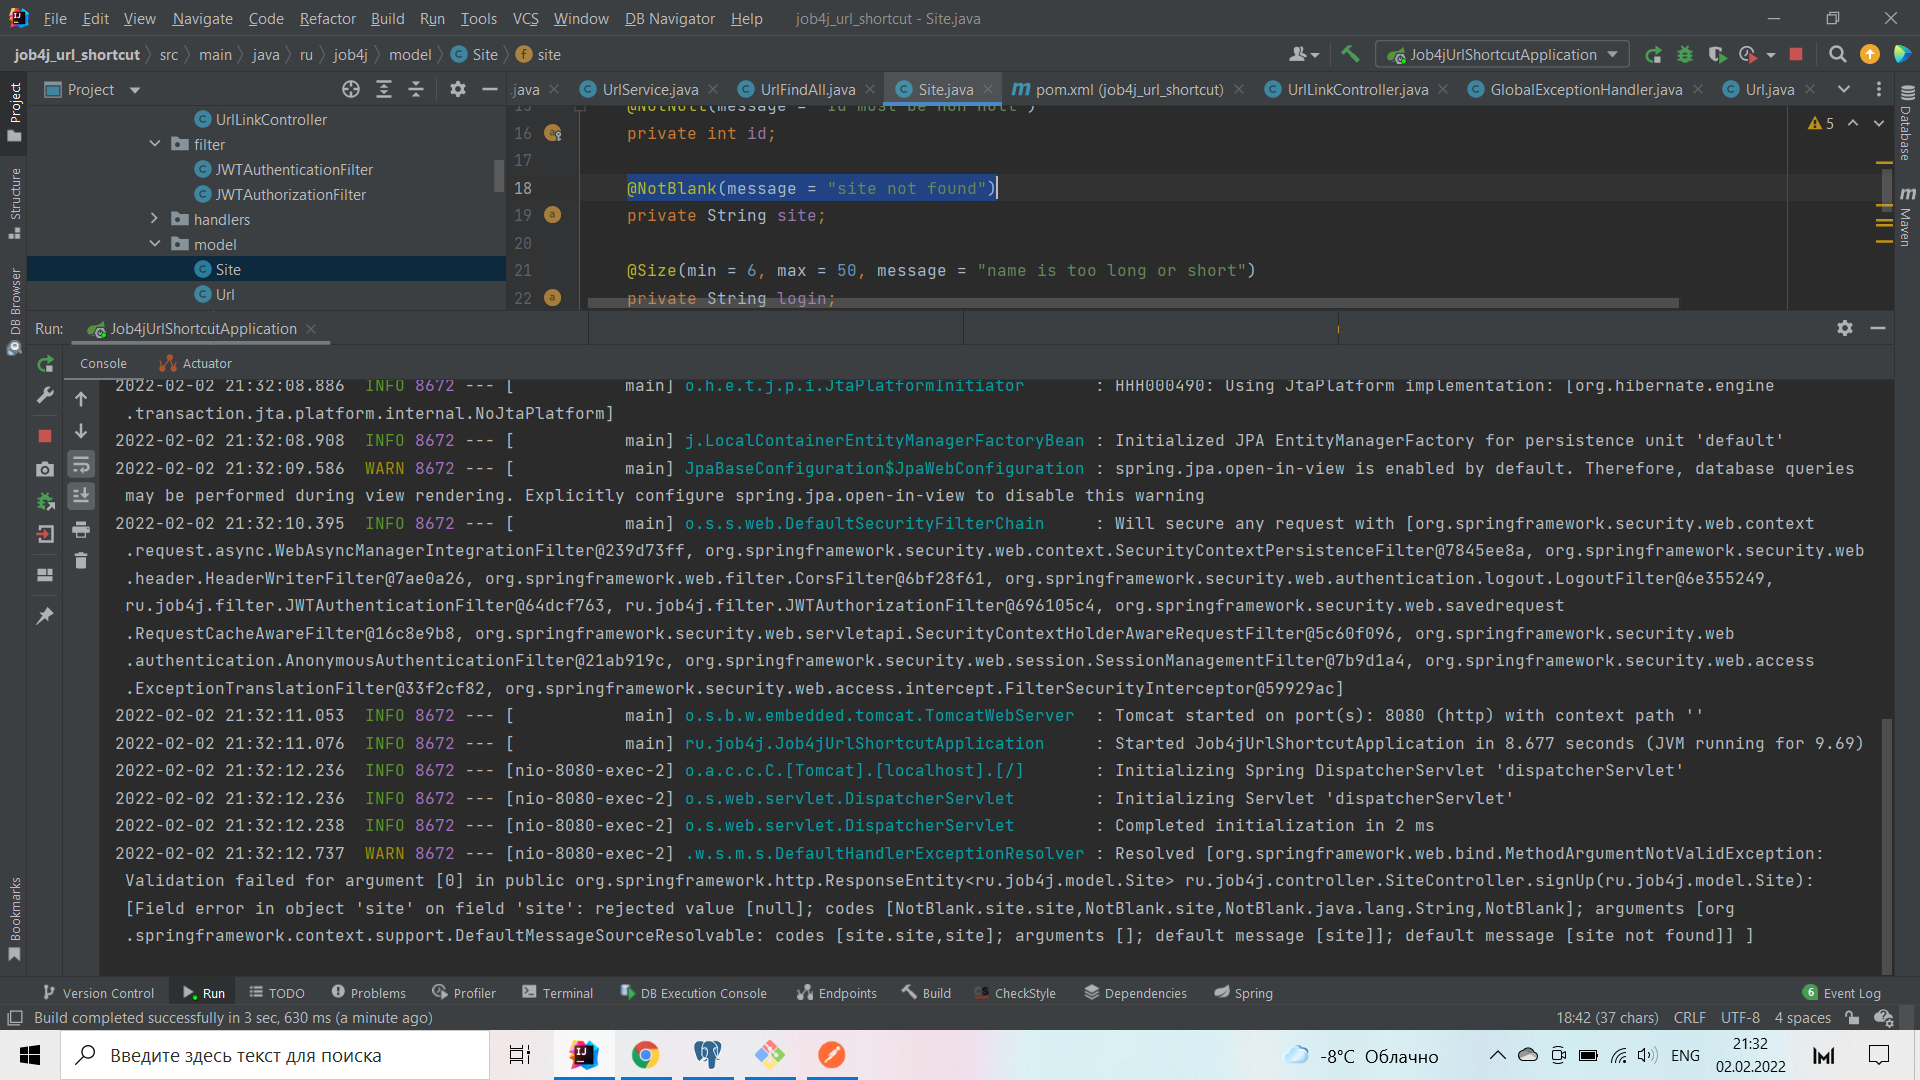 File Edit View Navigate Code Refactor Build Run Tools VCS Window DB Navigator Help job4j_url_shortcut - Site.java
job4j_url_shortcut src main java ru job4j model Site site
Job4jUrlShortcutApplication
Project
.java UrlService.java UrlFindAll.java Site.java pom.xml (job4j_url_shortcut) UrlLinkController.java GlobalExceptionHandler.java Url.java
UrlLinkController
filter
JWTAuthenticationFilter
JWTAuthorizationFilter
handlers
model
Site
Url
Project
Structure
DB Browser
Bookmarks
Database
Maven
5
15 @NotNull(message = "id must be non null")
16 private int id;
17
18 @NotBlank(message = "site not found")
19 private String site;
20
21 @Size(min = 6, max = 50, message = "name is too long or short")
22 private String login;
Run: Job4jUrlShortcutApplication
Console Actuator
2022-02-02 21:32:08.886 INFO 8672 --- [ main] o.h.e.t.j.p.i.JtaPlatformInitiator : HHH000490: Using JtaPlatform implementation: [org.hibernate.engine
.transaction.jta.platform.internal.NoJtaPlatform]
2022-02-02 21:32:08.908 INFO 8672 --- [ main] j.LocalContainerEntityManagerFactoryBean : Initialized JPA EntityManagerFactory for persistence unit 'default'
2022-02-02 21:32:09.586 WARN 8672 --- [ main] JpaBaseConfiguration$JpaWebConfiguration : spring.jpa.open-in-view is enabled by default. Therefore, database queries
may be performed during view rendering. Explicitly configure spring.jpa.open-in-view to disable this warning
2022-02-02 21:32:10.395 INFO 8672 --- [ main] o.s.s.web.DefaultSecurityFilterChain : Will secure any request with [org.springframework.security.web.context
.request.async.WebAsyncManagerIntegrationFilter@239d73ff, org.springframework.security.web.context.SecurityContextPersistenceFilter@7845ee8a, org.springframework.security.web
.header.HeaderWriterFilter@7ae0a26, org.springframework.web.filter.CorsFilter@6bf28f61, org.springframework.security.web.authentication.logout.LogoutFilter@6e355249,
ru.job4j.filter.JWTAuthenticationFilter@64dcf763, ru.job4j.filter.JWTAuthorizationFilter@696105c4, org.springframework.security.web.savedrequest
.RequestCacheAwareFilter@16c8e9b8, org.springframework.security.web.servletapi.SecurityContextHolderAwareRequestFilter@5c60f096, org.springframework.security.web
.authentication.AnonymousAuthenticationFilter@21ab919c, org.springframework.security.web.session.SessionManagementFilter@7b9d1a4, org.springframework.security.web.access
.ExceptionTranslationFilter@33f2cf82, org.springframework.security.web.access.intercept.FilterSecurityInterceptor@59929ac]
2022-02-02 21:32:11.053 INFO 8672 --- [ main] o.s.b.w.embedded.tomcat.TomcatWebServer : Tomcat started on port(s): 8080 (http) with context path ''
2022-02-02 21:32:11.076 INFO 8672 --- [ main] ru.job4j.Job4jUrlShortcutApplication : Started Job4jUrlShortcutApplication in 8.677 seconds (JVM running for 9.69)
2022-02-02 21:32:12.236 INFO 8672 --- [nio-8080-exec-2] o.a.c.c.C.[Tomcat].[localhost].[/] : Initializing Spring DispatcherServlet 'dispatcherServlet'
2022-02-02 21:32:12.236 INFO 8672 --- [nio-8080-exec-2] o.s.web.servlet.DispatcherServlet : Initializing Servlet 'dispatcherServlet'
2022-02-02 21:32:12.238 INFO 8672 --- [nio-8080-exec-2] o.s.web.servlet.DispatcherServlet : Completed initialization in 2 ms
2022-02-02 21:32:12.737 WARN 8672 --- [nio-8080-exec-2] .w.s.m.s.DefaultHandlerExceptionResolver : Resolved [org.springframework.web.bind.MethodArgumentNotValidException:
Validation failed for argument [0] in public org.springframework.http.ResponseEntity<ru.job4j.model.Site> ru.job4j.controller.SiteController.signUp(ru.job4j.model.Site):
[Field error in object 'site' on field 'site': rejected value [null]; codes [NotBlank.site.site,NotBlank.site,NotBlank.java.lang.String,NotBlank]; arguments [org
.springframework.context.support.DefaultMessageSourceResolvable: codes [site.site,site]; arguments []; default message [site]]; default message [site not found]] ]
Version Control Run TODO Problems Profiler Terminal DB Execution Console Endpoints Build CheckStyle Dependencies Spring 6 Event Log
Build completed successfully in 3 sec, 630 ms (a minute ago) 18:42 (37 chars) CRLF UTF-8 4 spaces
Введите здесь текст для поиска -8°C Облачно ENG 21:32
02.02.2022